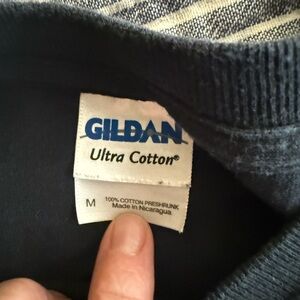 GILDAN
Ultra Cotton®
M 100% COTTON PRESHRUNK
Made in Nicaragua